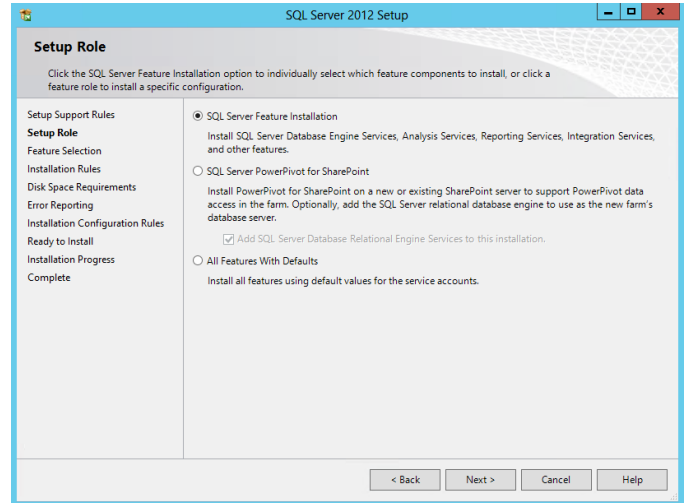 SQL Server 2012 Setup
Setup Role
Click the SQL Server Feature Installation option to individually select which feature components to install, or click a
feature role to install a specific configuration.
Setup Support Rules
Setup Role
Feature Selection
Installation Rules
Disk Space Requirements
Error Reporting
Installation Configuration Rules
Ready to Install
Installation Progress
Complete
SQL Server Feature Installation
Install SQL Server Database Engine Services, Analysis Services, Reporting Services, Integration Services,
and other features.
SQL Server PowerPivot for SharePoint
Install PowerPivot for SharePoint on a new or existing SharePoint server to support PowerPivot data
access in the farm. Optionally, add the SQL Server relational database engine to use as the new farm's
database server.
Add SQL Server Database Relational Engine Services to this installation.
All Features With Defaults
Install all features using default values for the service accounts.
< Back
Next >
Cancel
Help